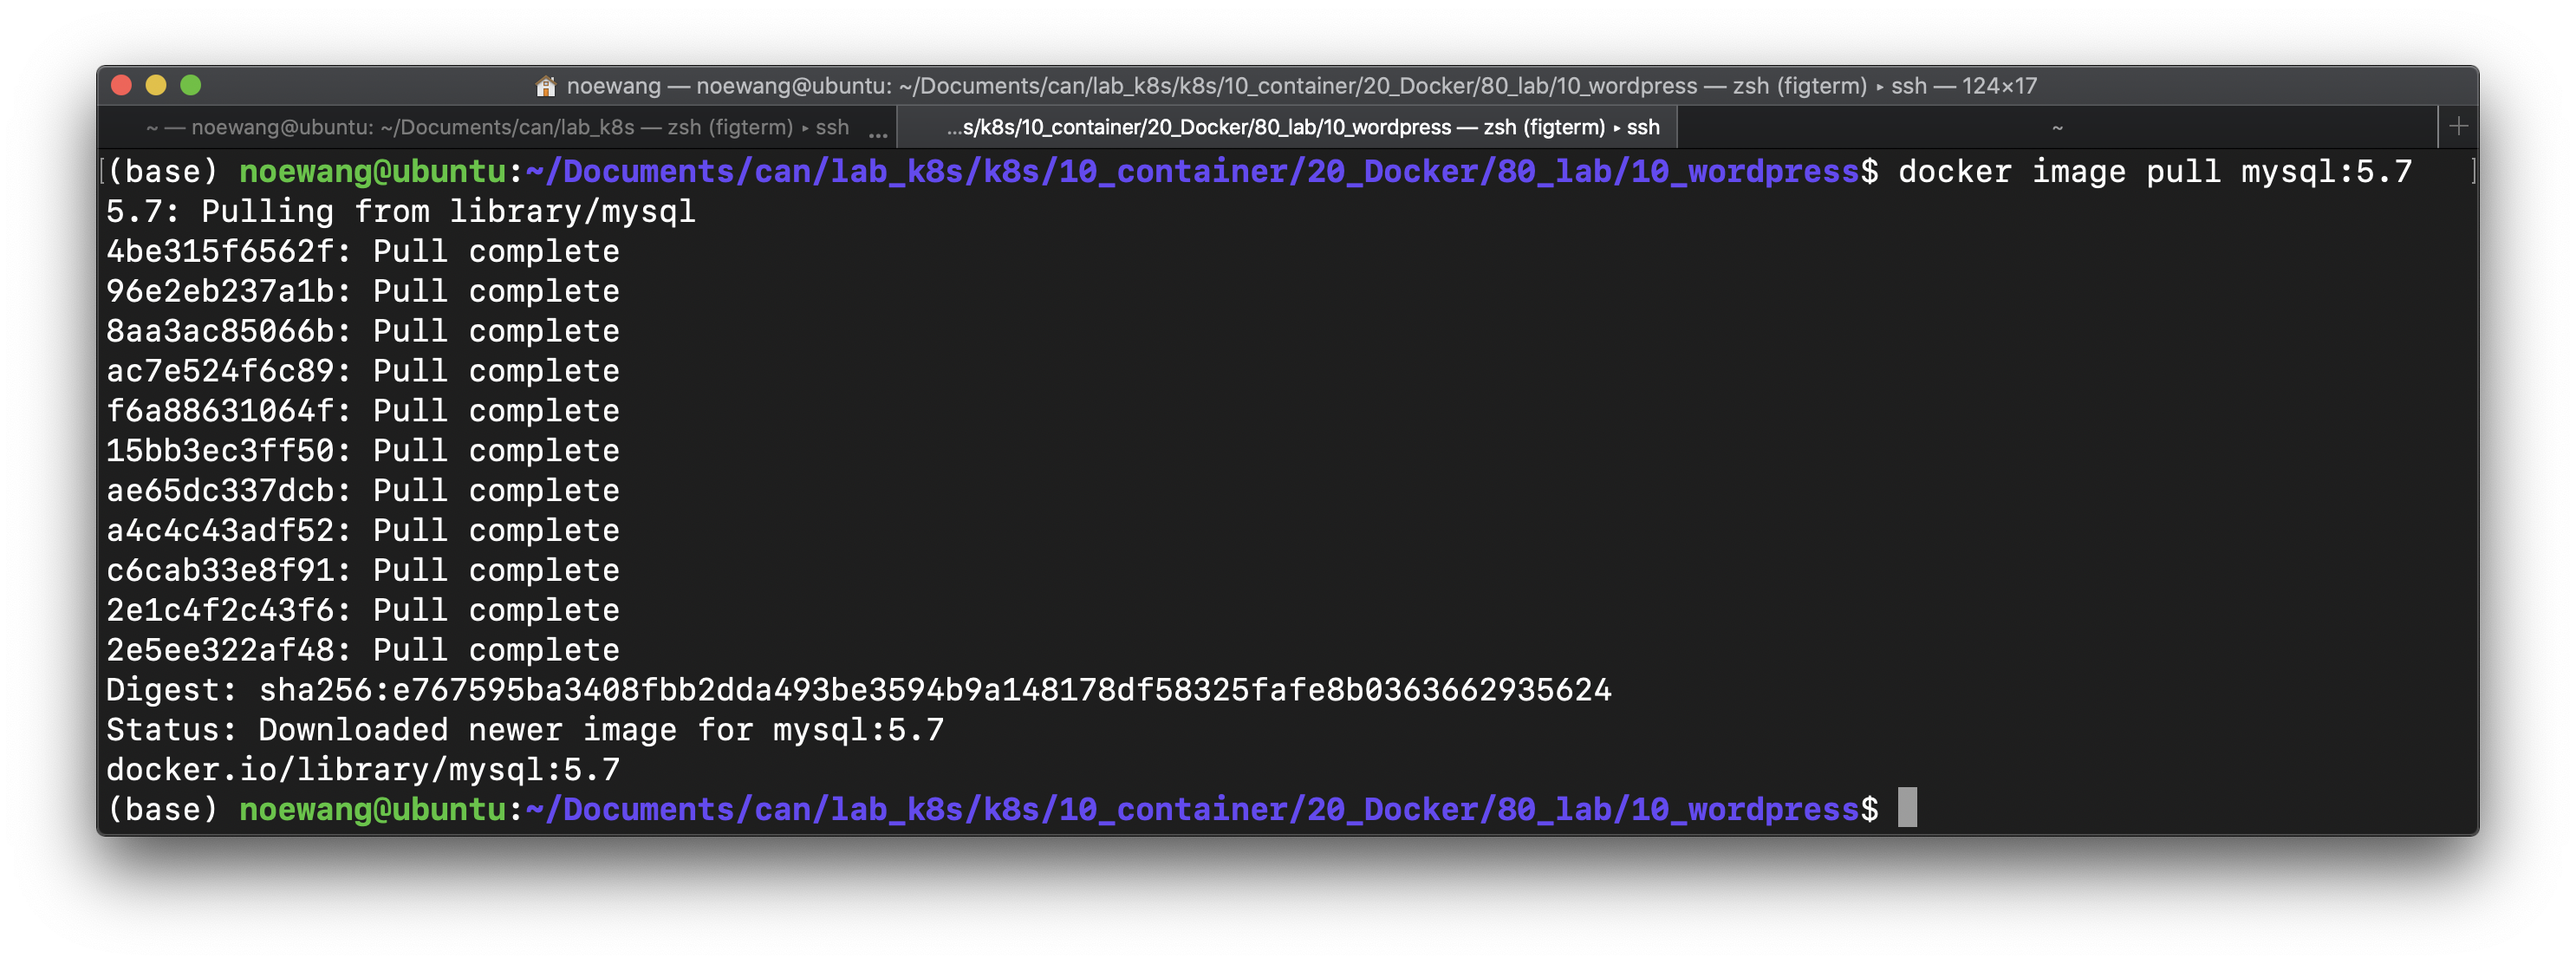 noewang — noewang@ubuntu: ~/Documents/can/lab_k8s/k8s/10_container/20_Docker/80_lab/10_wordpress — zsh (figterm) ▸ ssh — 124×17
~ — noewang@ubuntu: ~/Documents/can/lab_k8s — zsh (figterm) ▸ ssh ... ...s/k8s/10_container/20_Docker/80_lab/10_wordpress — zsh (figterm) ▸ ssh ~ +
[(base) noewang@ubuntu:~/Documents/can/lab_k8s/k8s/10_container/20_Docker/80_lab/10_wordpress$ docker image pull mysql:5.7 ]
5.7: Pulling from library/mysql
4be315f6562f: Pull complete
96e2eb237a1b: Pull complete
8aa3ac85066b: Pull complete
ac7e524f6c89: Pull complete
f6a88631064f: Pull complete
15bb3ec3ff50: Pull complete
ae65dc337dcb: Pull complete
a4c4c43adf52: Pull complete
c6cab33e8f91: Pull complete
2e1c4f2c43f6: Pull complete
2e5ee322af48: Pull complete
Digest: sha256:e767595ba3408fbb2dda493be3594b9a148178df58325fafe8b0363662935624
Status: Downloaded newer image for mysql:5.7
docker.io/library/mysql:5.7
(base) noewang@ubuntu:~/Documents/can/lab_k8s/k8s/10_container/20_Docker/80_lab/10_wordpress$